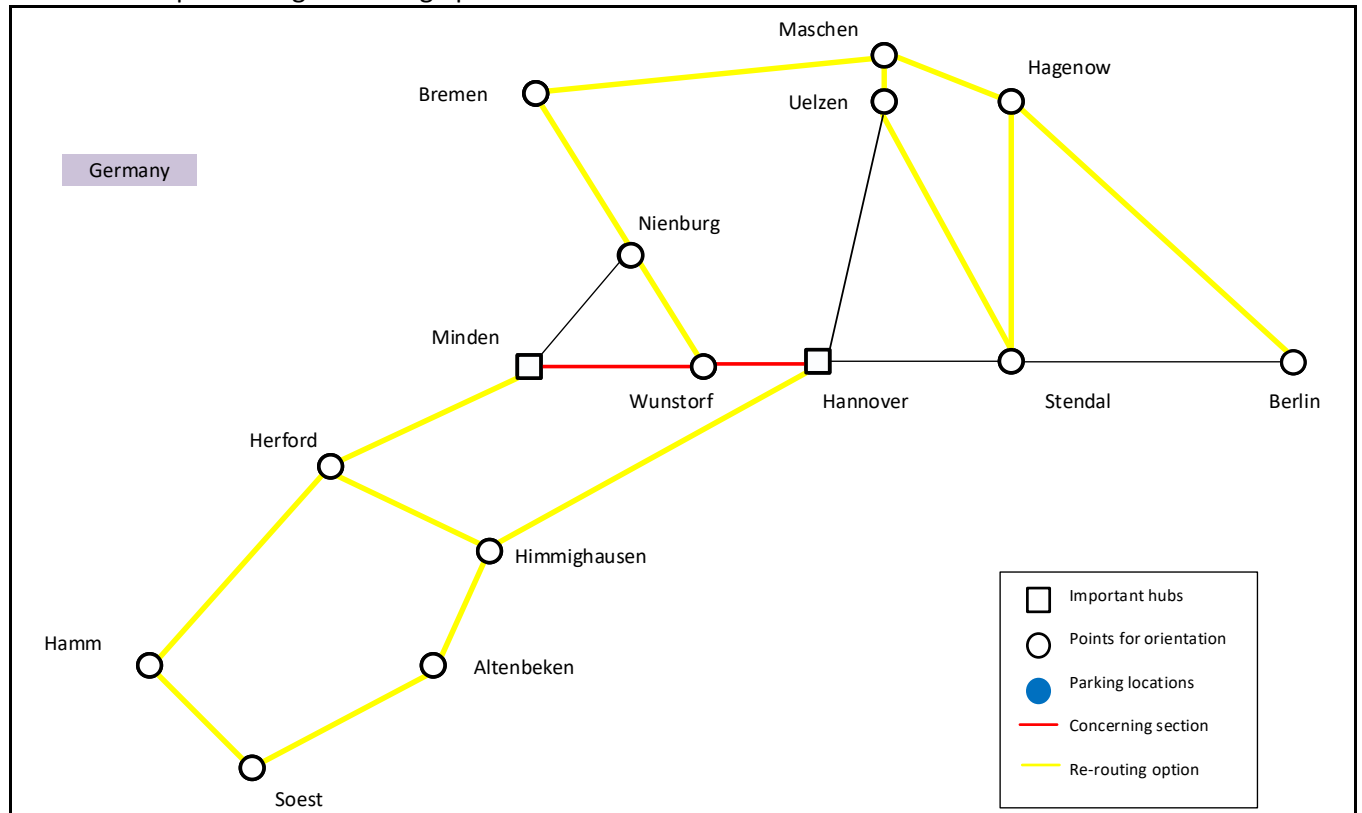 Maschen
Hagenow
Bremen
Uelzen
Germany
Nienburg
Minden
Wunstorf
Hannover
Stendal
Berlin
Herford
Himmighausen
Hamm
Altenbeken
Soest
Important hubs
Points for orientation
Parking locations
Concerning section
Re-routing option